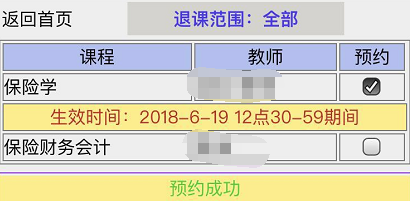 返回首页 退课范围：全部
课程 教师 预约
保险学
生效时间：2018-6-19 12点30-59期间
保险财务会计
预约成功